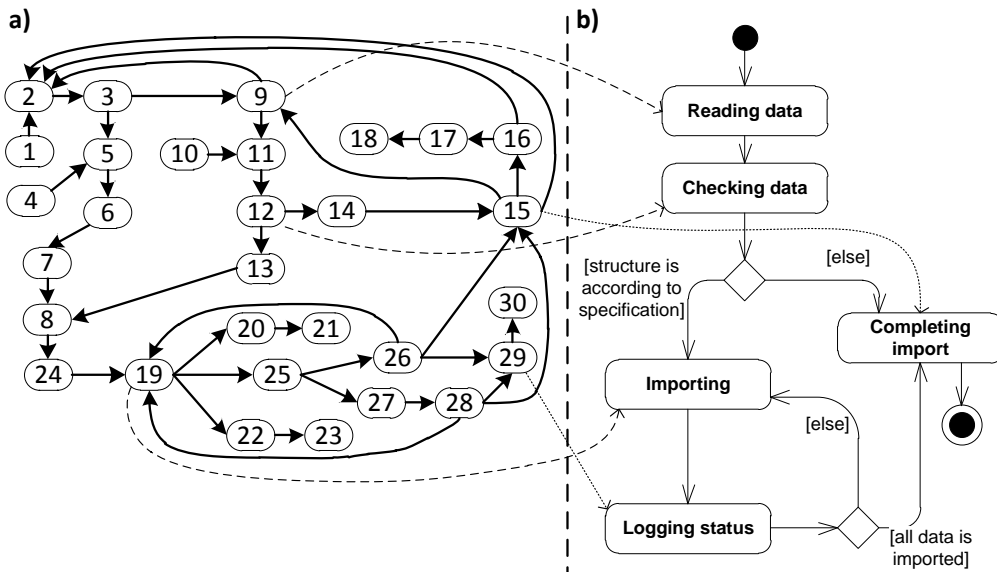 a)
b)
2
3
9
1
5
10
11
18
17
16
4
6
12
14
15
7
13
8
20
21
30
24
19
25
26
29
27
28
22
23
Reading data
Checking data
[structure is
according to
specification]
[else]
Completing
import
Importing
[else]
Logging status
[all data is
imported]